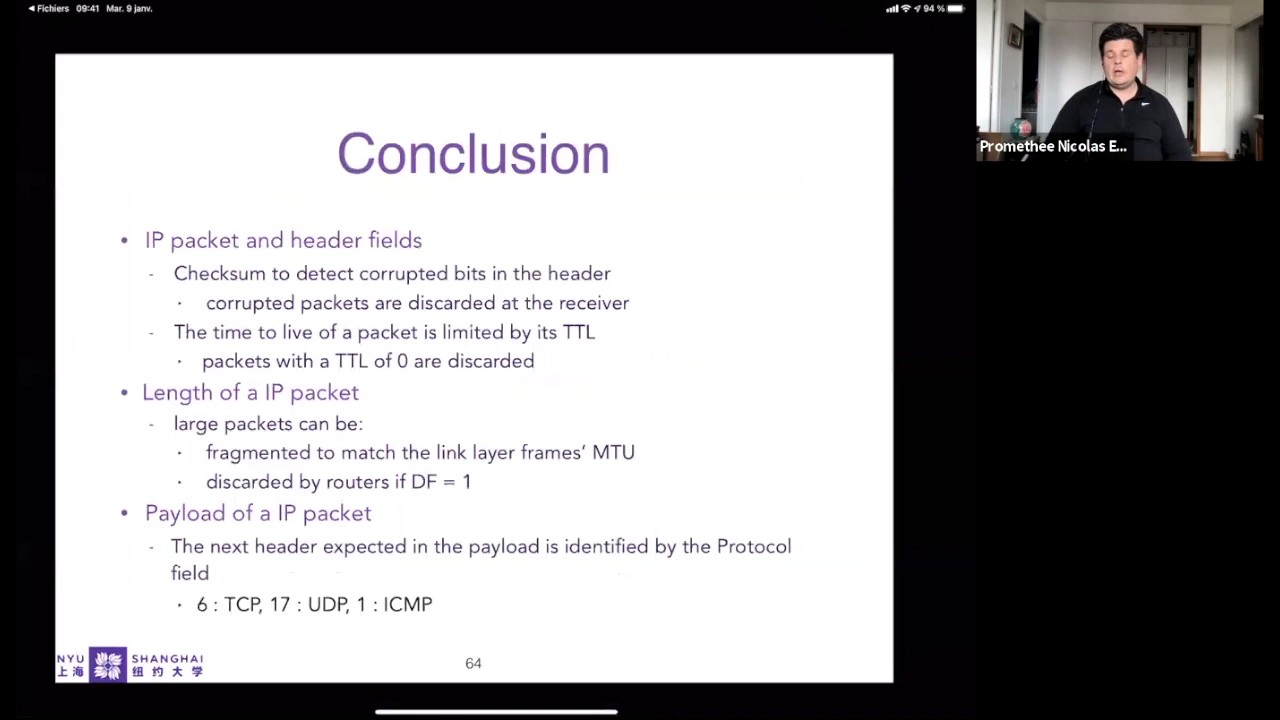 Fichiers 09:41 Mar. 9 janv.
94 %
Promethee Nicolas E...
Conclusion
• IP packet and header fields
- Checksum to detect corrupted bits in the header
· corrupted packets are discarded at the receiver
- The time to live of a packet is limited by its TTL
· packets with a TTL of 0 are discarded
• Length of a IP packet
- large packets can be:
· fragmented to match the link layer frames’ MTU
· discarded by routers if DF = 1
• Payload of a IP packet
- The next header expected in the payload is identified by the Protocol
field
· 6 : TCP, 17 : UDP, 1 : ICMP
NYU SHANGHAI
上海 纽约大学
64